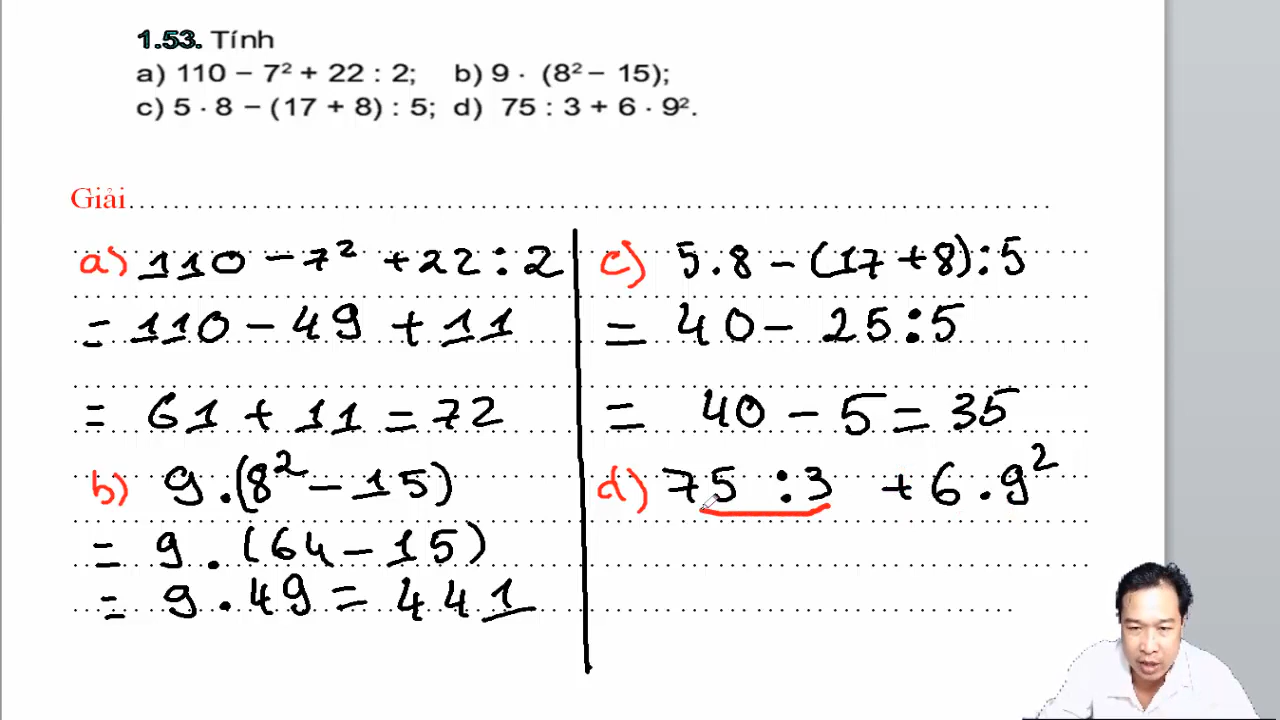 1.53. Tính
a) 110 − 7² + 22 : 2; b) 9 · (8² − 15);
c) 5 · 8 − (17 + 8) : 5; d) 75 : 3 + 6 · 9².
Giải
a) 110 − 7² + 22 : 2
= 110 − 49 + 11
= 61 + 11 = 72
b) 9 . (8² − 15)
= 9 . (64 − 15)
= 9 . 49 = 441
c) 5 . 8 − (17 + 8) : 5
= 40 − 25 : 5
= 40 − 5 = 35
d) 75 : 3 + 6 . 9²